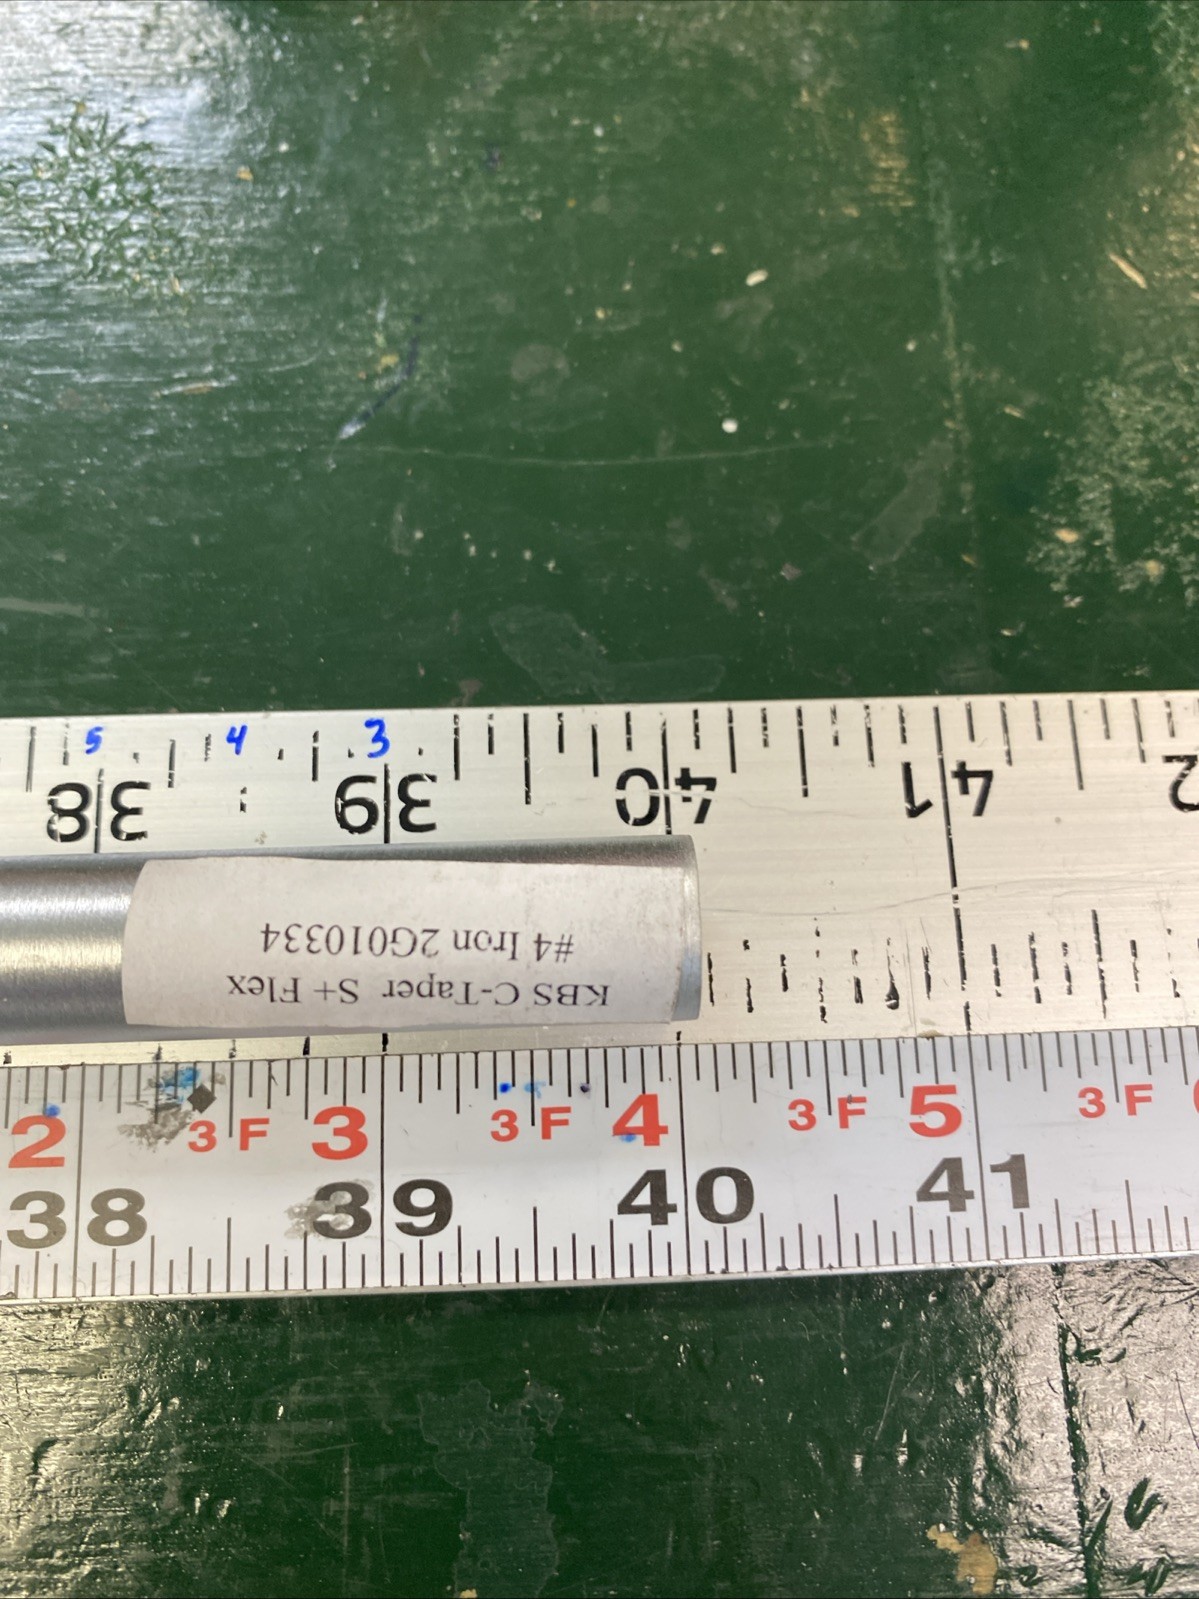 5 4 3
38 39 40 41 2
KBS C-Taper S+ Flex
#4 Iron 2G010334
2 3F 3 3F 4 3F 5 3F
38 39 40 41